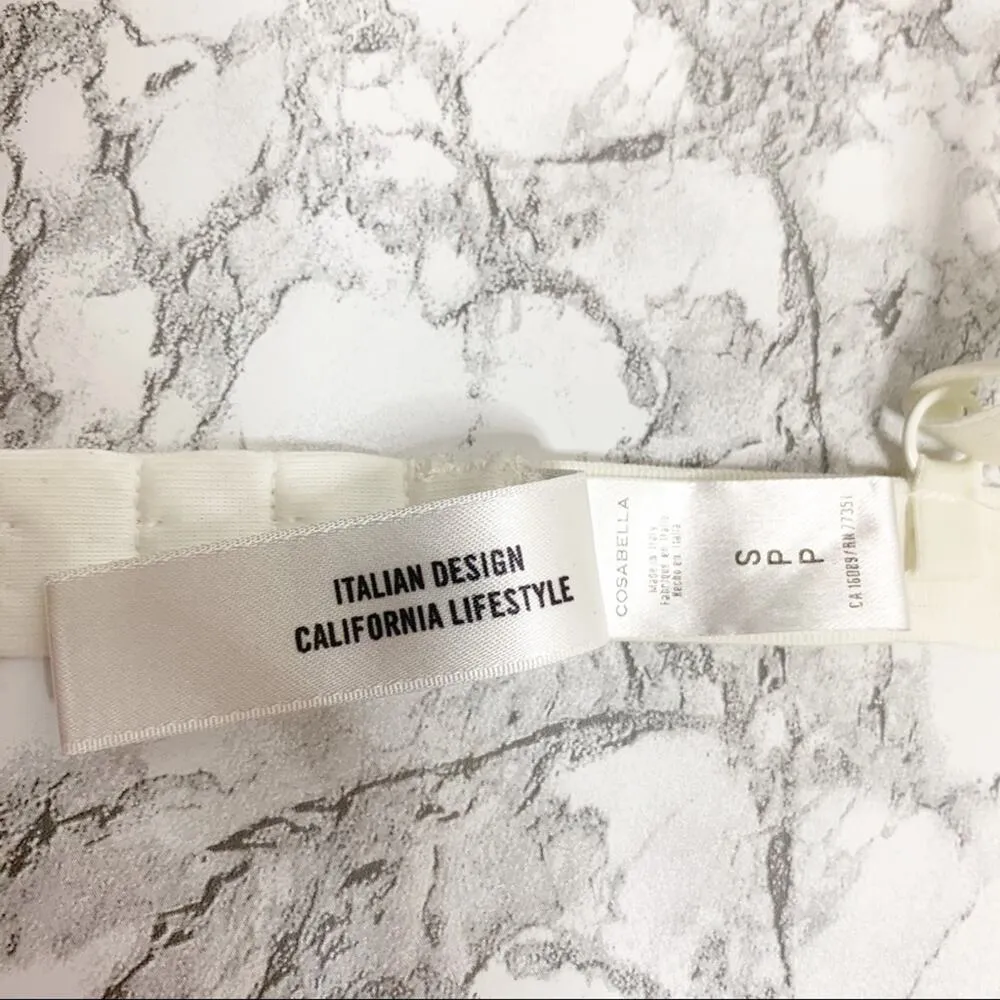 ITALIAN DESIGN
CALIFORNIA LIFESTYLE
COSABELLA
Made in Italy
Fabriqué en Italie
Hecho en Italia
S
P
P
CA 16089/RN 77351